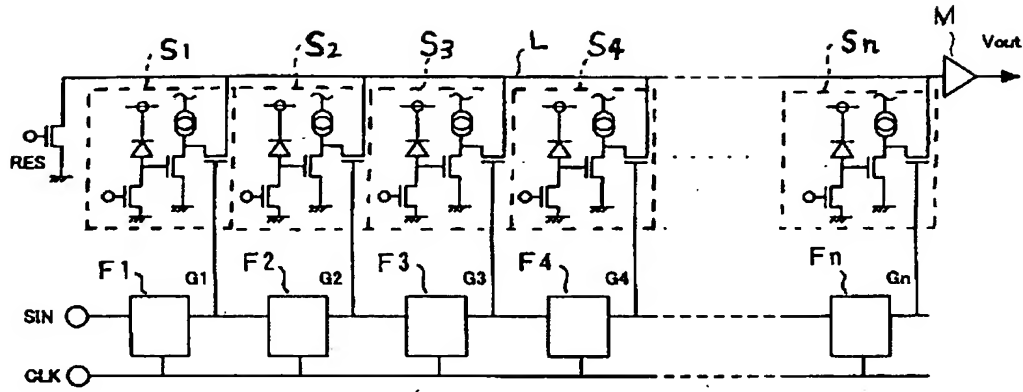 M
S1 S2 S3 L S4 Sn Vout
RES
F1 G1 F2 G2 F3 G3 F4 G4 Fn Gn
SIN
CLK